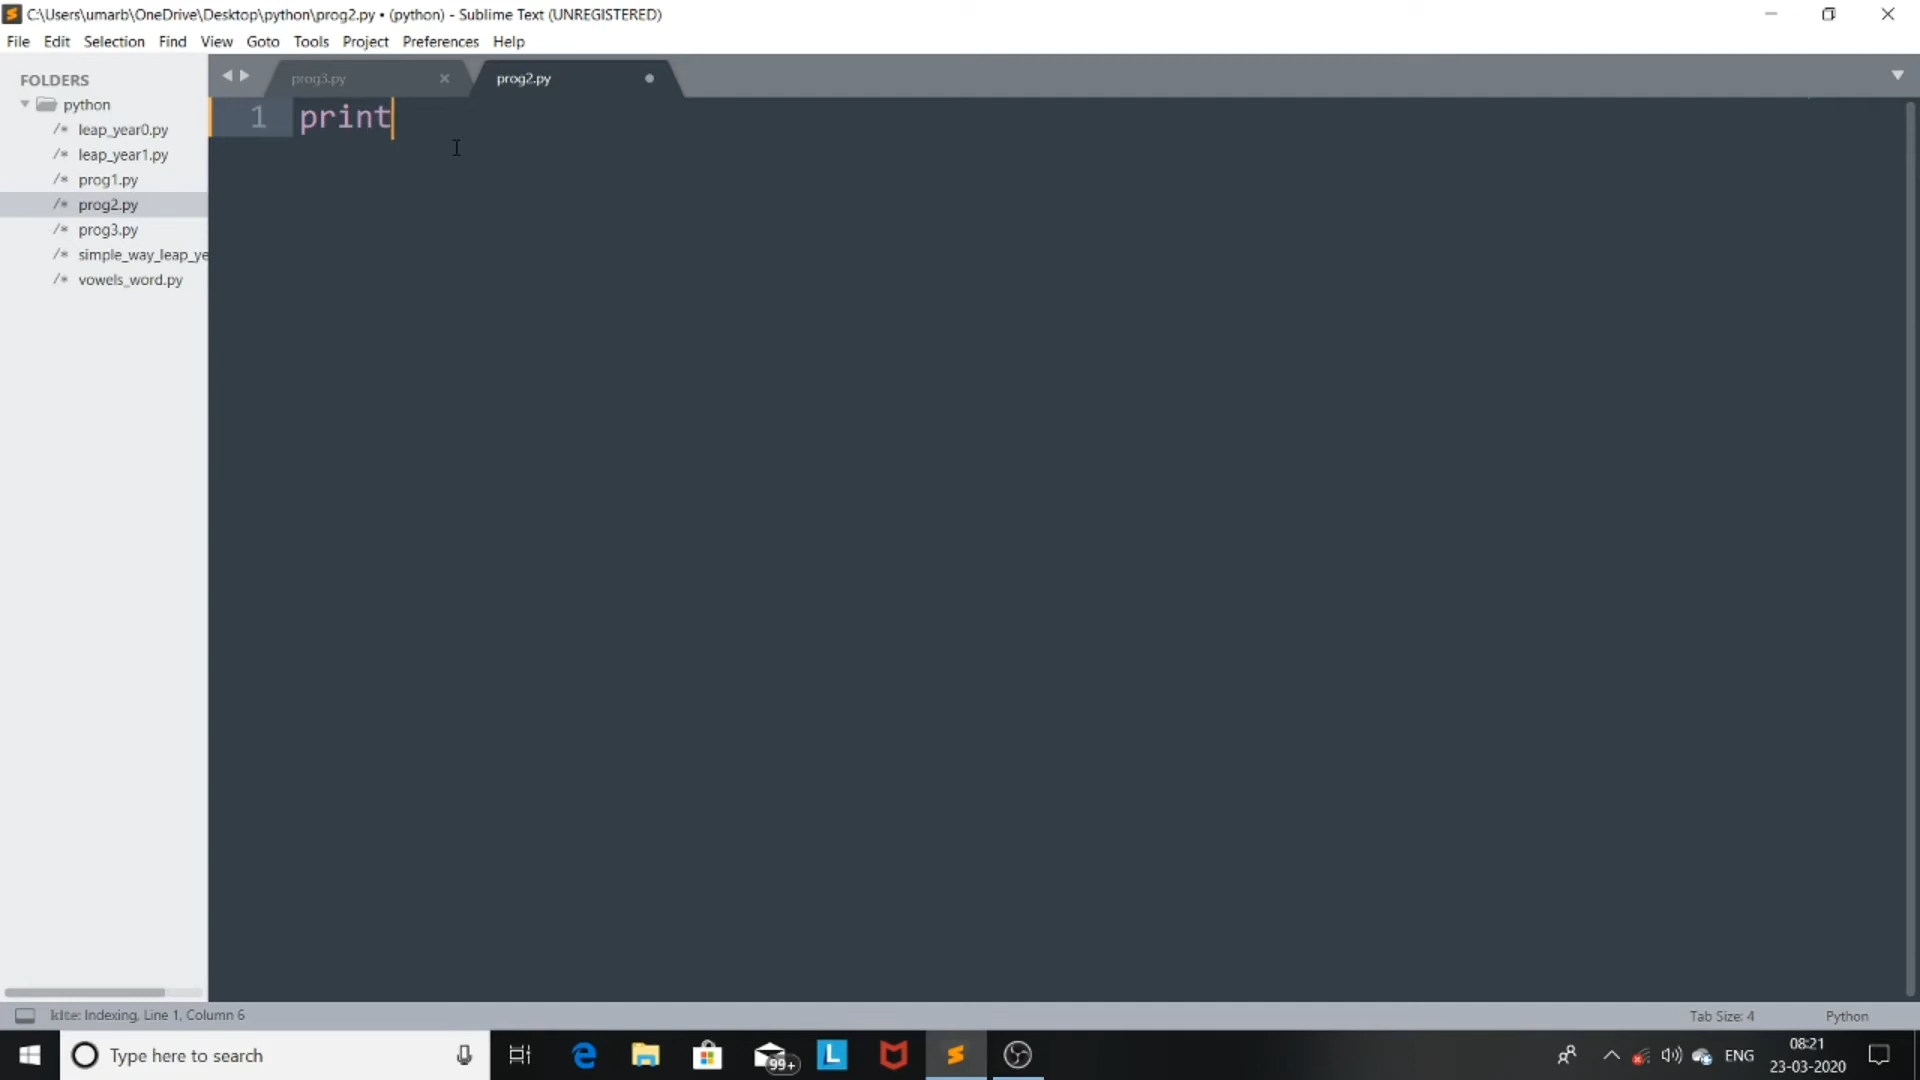 C:\Users\umarb\OneDrive\Desktop\python\prog2.py • (python) - Sublime Text (UNREGISTERED)
File Edit Selection Find View Goto Tools Project Preferences Help
FOLDERS
python
/* leap_year0.py
/* leap_year1.py
/* prog1.py
/* prog2.py
/* prog3.py
/* simple_way_leap_ye
/* vowels_word.py
prog3.py
prog2.py
1 print
kite: Indexing, Line 1, Column 6
Tab Size: 4 Python
Type here to search
99+
L
ENG
08:21
23-03-2020